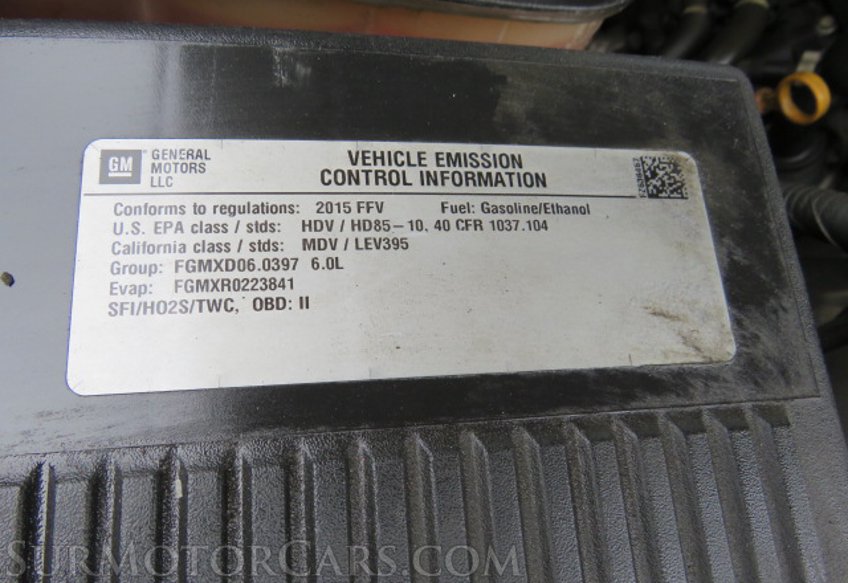 GM
GENERAL
MOTORS
LLC
VEHICLE EMISSION
CONTROL INFORMATION
Conforms to regulations: 2015 FFV Fuel: Gasoline/Ethanol
U.S. EPA class / stds: HDV / HD85-10, 40 CFR 1037.104
California class / stds: MDV / LEV395
Group: FGMXD06.0397 6.0L
Evap: FGMXR0223841
SFI/HO2S/TWC, OBD: II
SURMOTORCARS.COM